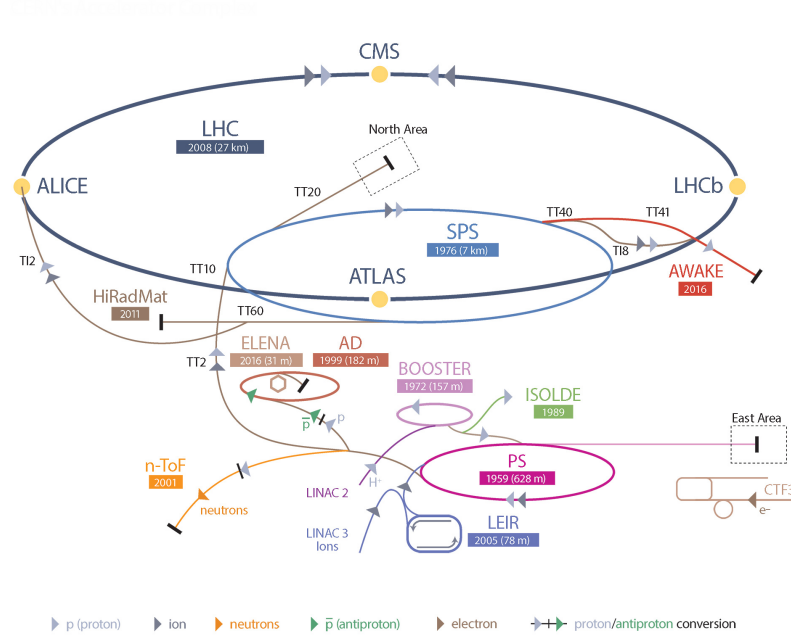 CMS
LHC
2008 (27 km)
North Area
ALICE
TT20
LHCb
TT40
TT41
SPS
1976 (7 km)
TI8
TI2
TT10
ATLAS
AWAKE
2016
HiRadMat
2011
TT60
TT2
ELENA
2016 (31 m)
AD
1999 (182 m)
BOOSTER
1972 (157 m)
ISOLDE
1989
p
p̅
East Area
n-ToF
2001
neutrons
H⁺
LINAC 2
PS
1959 (628 m)
CTF3
e–
LINAC 3
Ions
LEIR
2005 (78 m)
p (proton)
ion
neutrons
p̅ (antiproton)
electron
proton/antiproton conversion